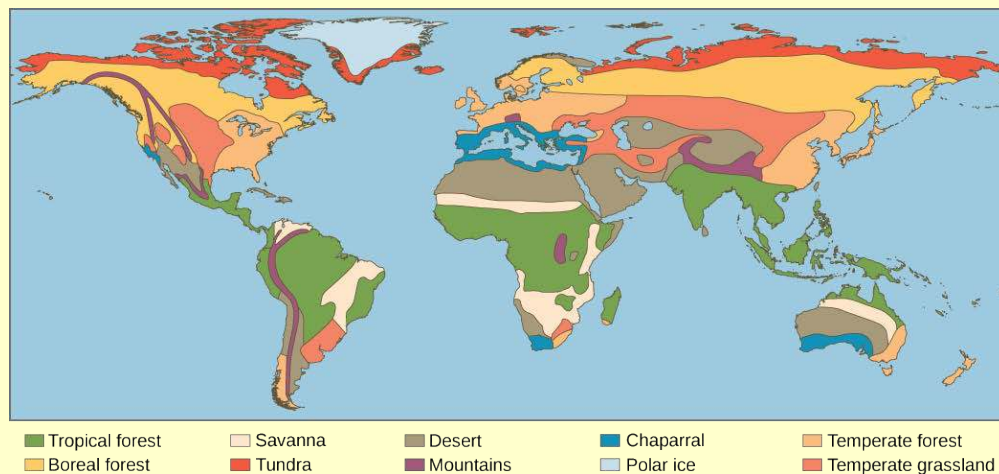 Tropical forest Savanna Desert Chaparral Temperate forest
Boreal forest Tundra Mountains Polar ice Temperate grassland